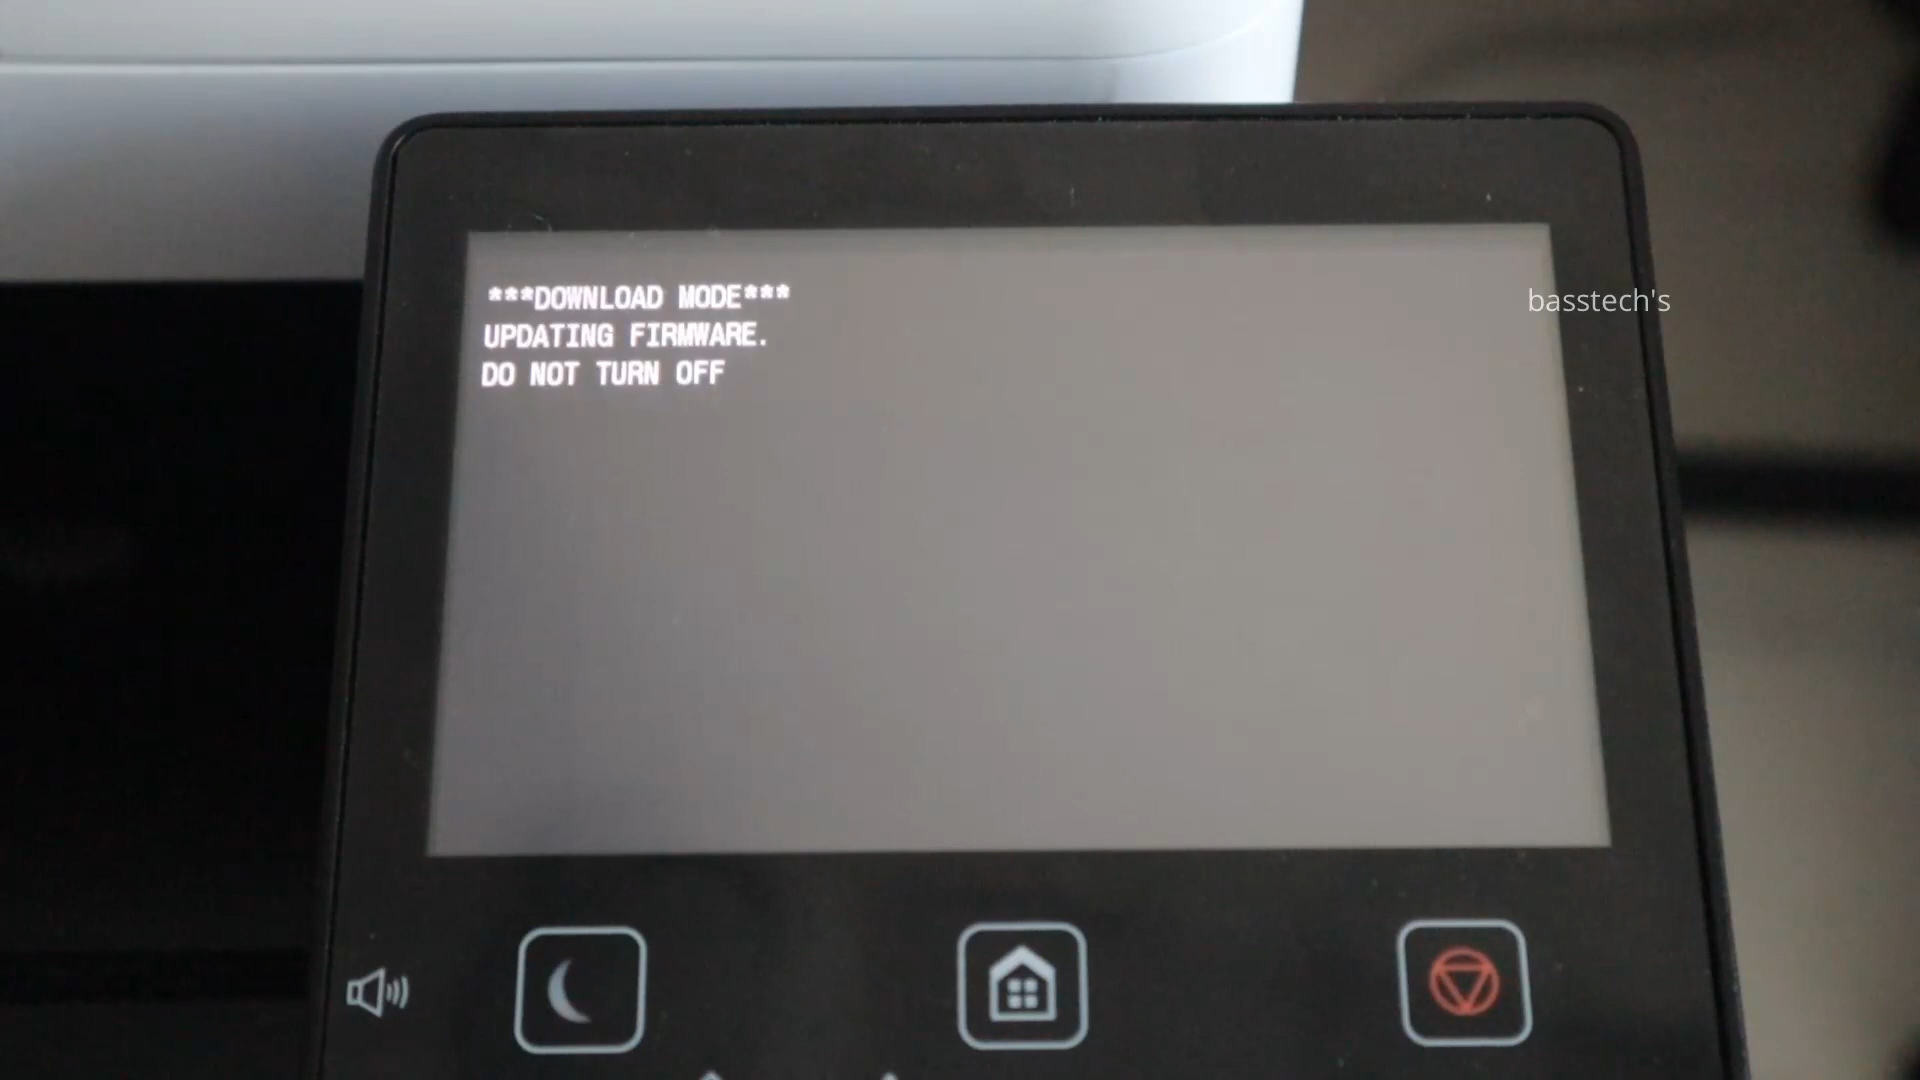 ***DOWNLOAD MODE***
UPDATING FIRMWARE.
DO NOT TURN OFF
basstech's